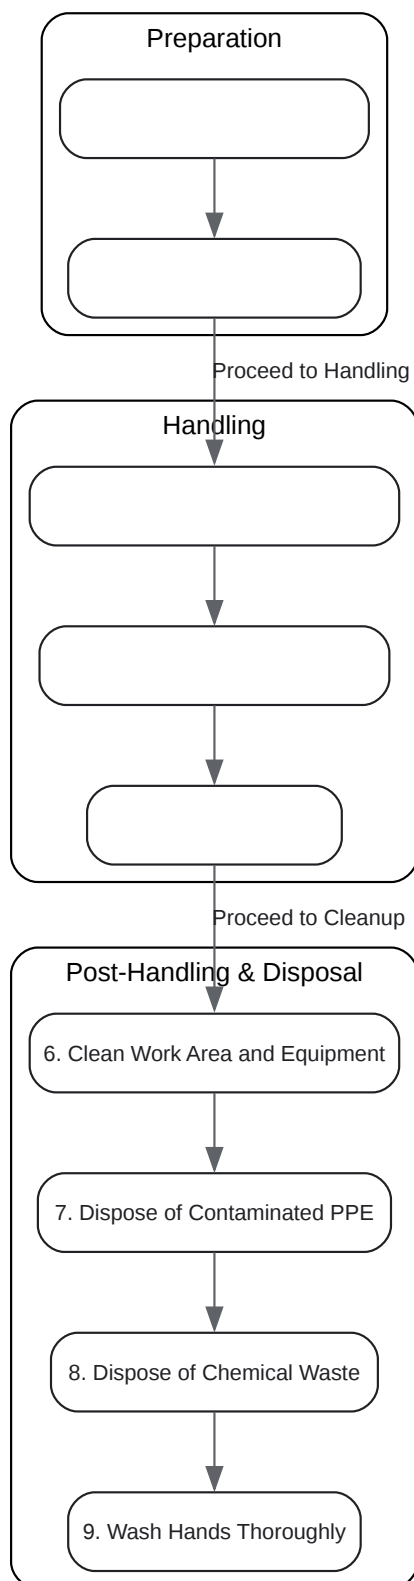 Preparation
Proceed to Handling
Handling
Proceed to Cleanup
Post-Handling & Disposal
6. Clean Work Area and Equipment
7. Dispose of Contaminated PPE
8. Dispose of Chemical Waste
9. Wash Hands Thoroughly